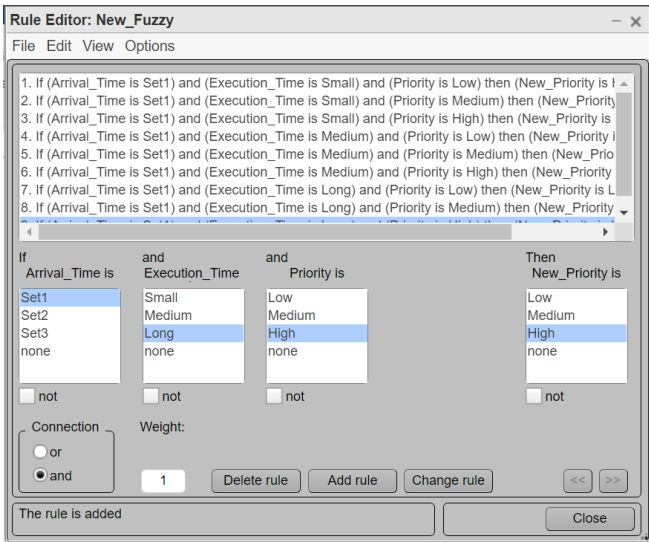 Rule Editor: New_Fuzzy
File Edit View Options
1. If (Arrival_Time is Set1) and (Execution_Time is Small) and (Priority is Low) then (New_Priority is
2. If (Arrival_Time is Set1) and (Execution_Time is Small) and (Priority is Medium) then (New_Priority
3. If (Arrival_Time is Set1) and (Execution_Time is Small) and (Priority is High) then (New_Priority is
4. If (Arrival_Time is Set1) and (Execution_Time is Medium) and (Priority is Low) then (New_Priority i
5. If (Arrival_Time is Set1) and (Execution_Time is Medium) and (Priority is Medium) then (New_Prio
6. If (Arrival_Time is Set1) and (Execution_Time is Medium) and (Priority is High) then (New_Priority
7. If (Arrival_Time is Set1) and (Execution_Time is Long) and (Priority is Low) then (New_Priority is L
8. If (Arrival_Time is Set1) and (Execution_Time is Long) and (Priority is Medium) then (New_Priority
If and and Then
Arrival_Time is Execution_Time Priority is New_Priority is
Set1 Small Low Low
Set2 Medium Medium Medium
Set3 Long High High
none none none none
not not not not
Connection Weight:
or
and 1 Delete rule Add rule Change rule << >>
The rule is added Close